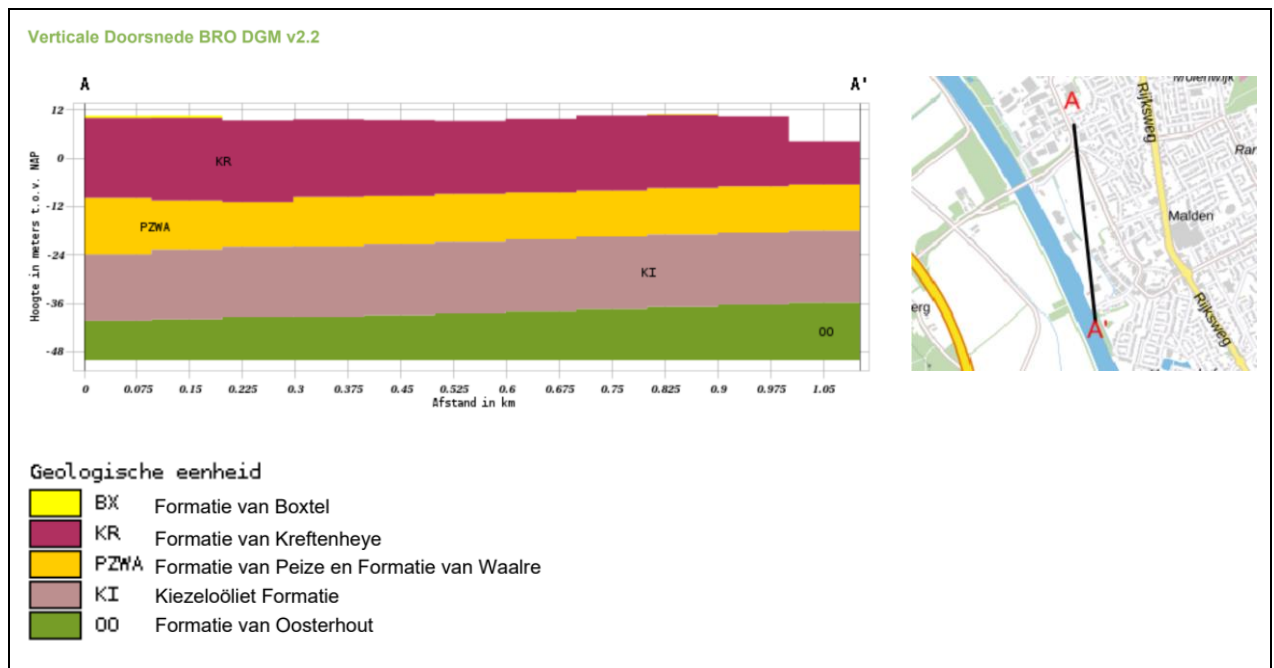 Verticale Doorsnede BRO DGM v2.2
A A'
12
0
-12
-24
-36
-48
Hoogte in meters t.o.v. NAP
KR
PZWA
KI
OO
0 0.075 0.15 0.225 0.3 0.375 0.45 0.525 0.6 0.675 0.75 0.825 0.9 0.975 1.05
Afstand in km
A
Rijksweg
Malden
erg
A'
Rijksweg
Geologische eenheid
BX Formatie van Boxtel
KR Formatie van Kreftenheye
PZWA Formatie van Peize en Formatie van Waalre
KI Kiezeloöliet Formatie
OO Formatie van Oosterhout